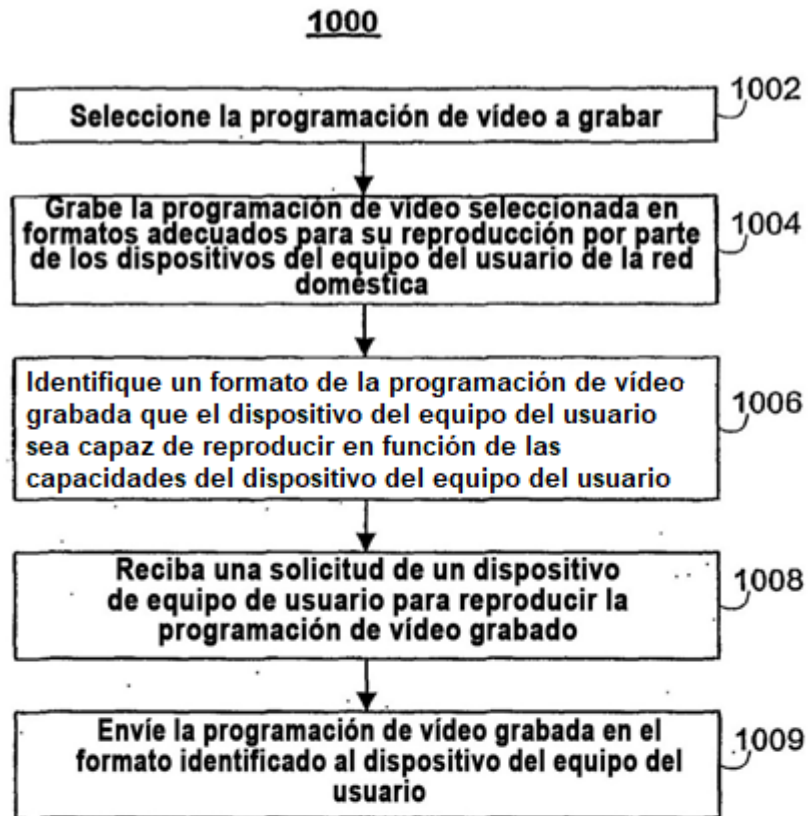 1000
Seleccione la programación de vídeo a grabar
1002
Grabe la programación de vídeo seleccionada en
formatos adecuados para su reproducción por parte
de los dispositivos del equipo del usuario de la red
doméstica
1004
Identifique un formato de la programación de vídeo
grabada que el dispositivo del equipo del usuario
sea capaz de reproducir en función de las
capacidades del dispositivo del equipo del usuario
1006
Reciba una solicitud de un dispositivo
de equipo de usuario para reproducir la
programación de vídeo grabado
1008
Envíe la programación de vídeo grabada en el
formato identificado al dispositivo del equipo del
usuario
1009